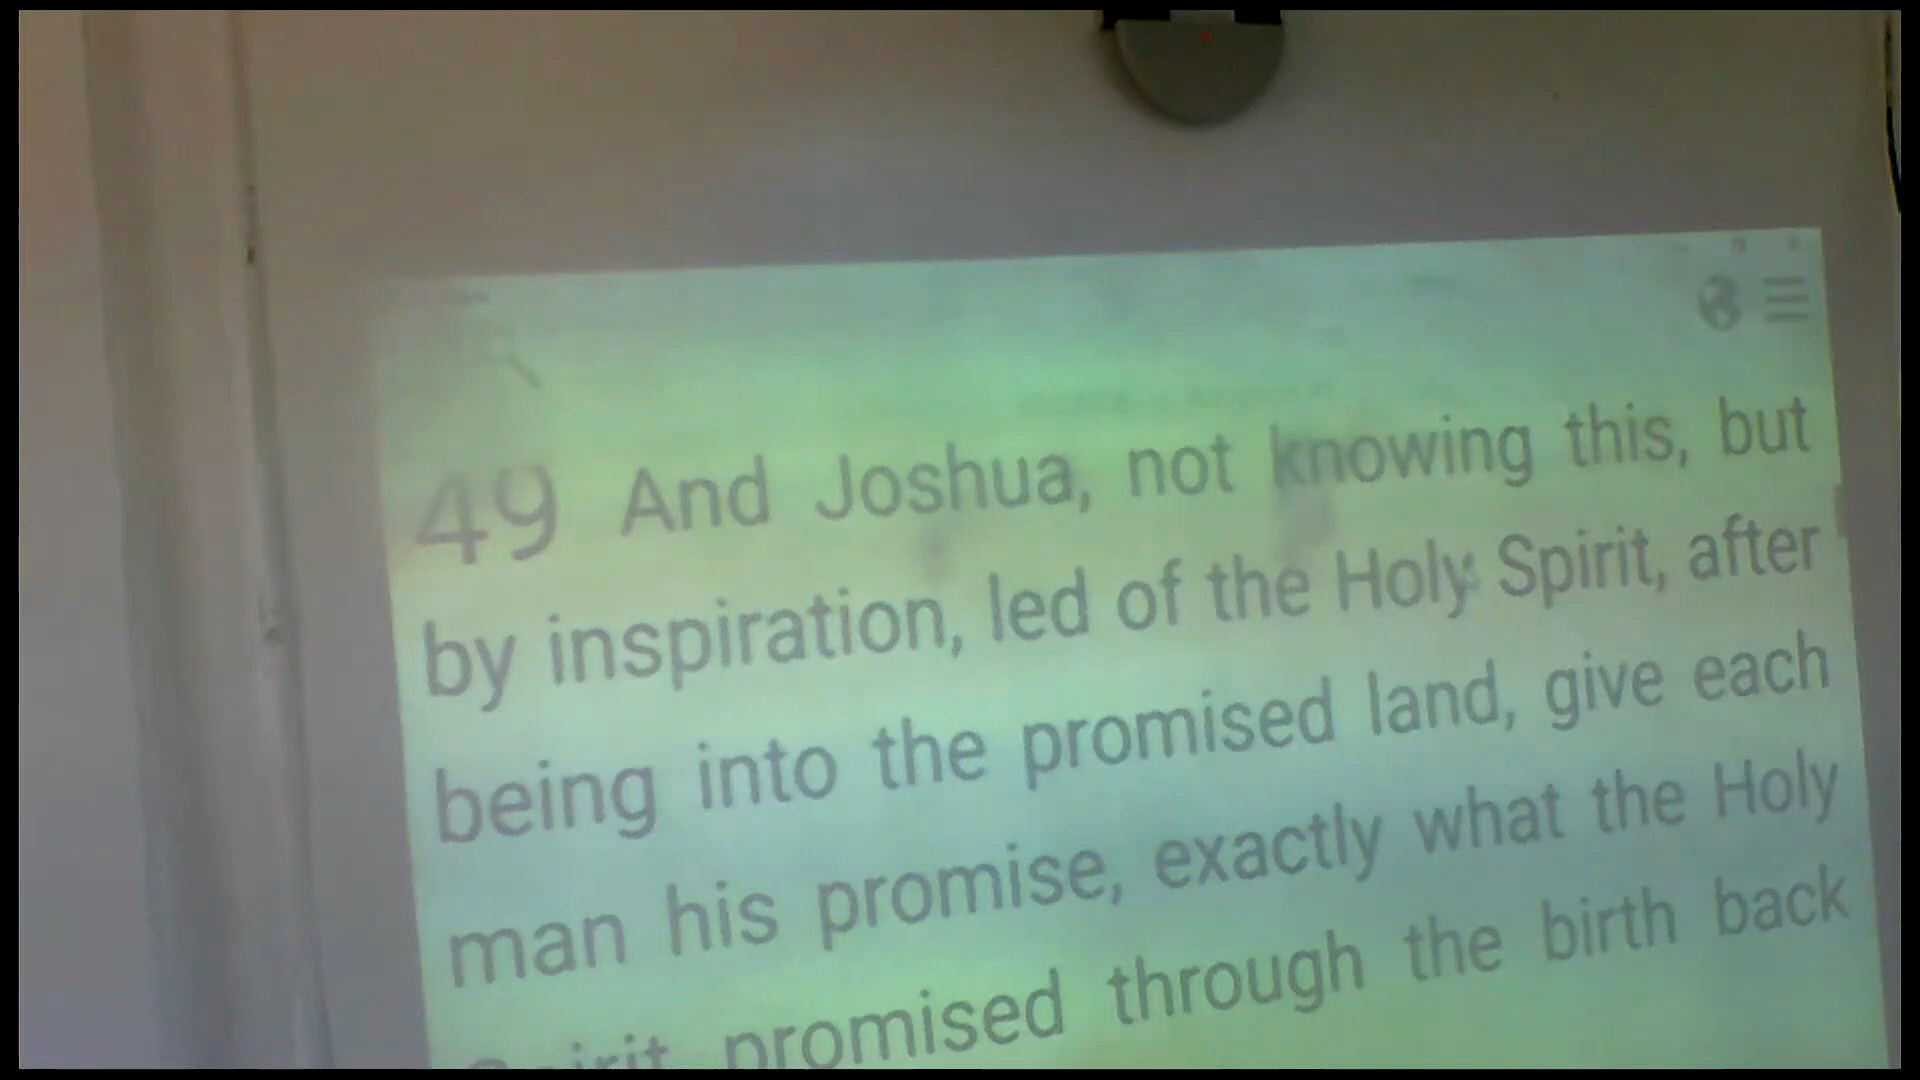 49 And Joshua, not knowing this, but
by inspiration, led of the Holy Spirit, after
being into the promised land, give each
man his promise, exactly what the Holy
Spirit promised through the birth back